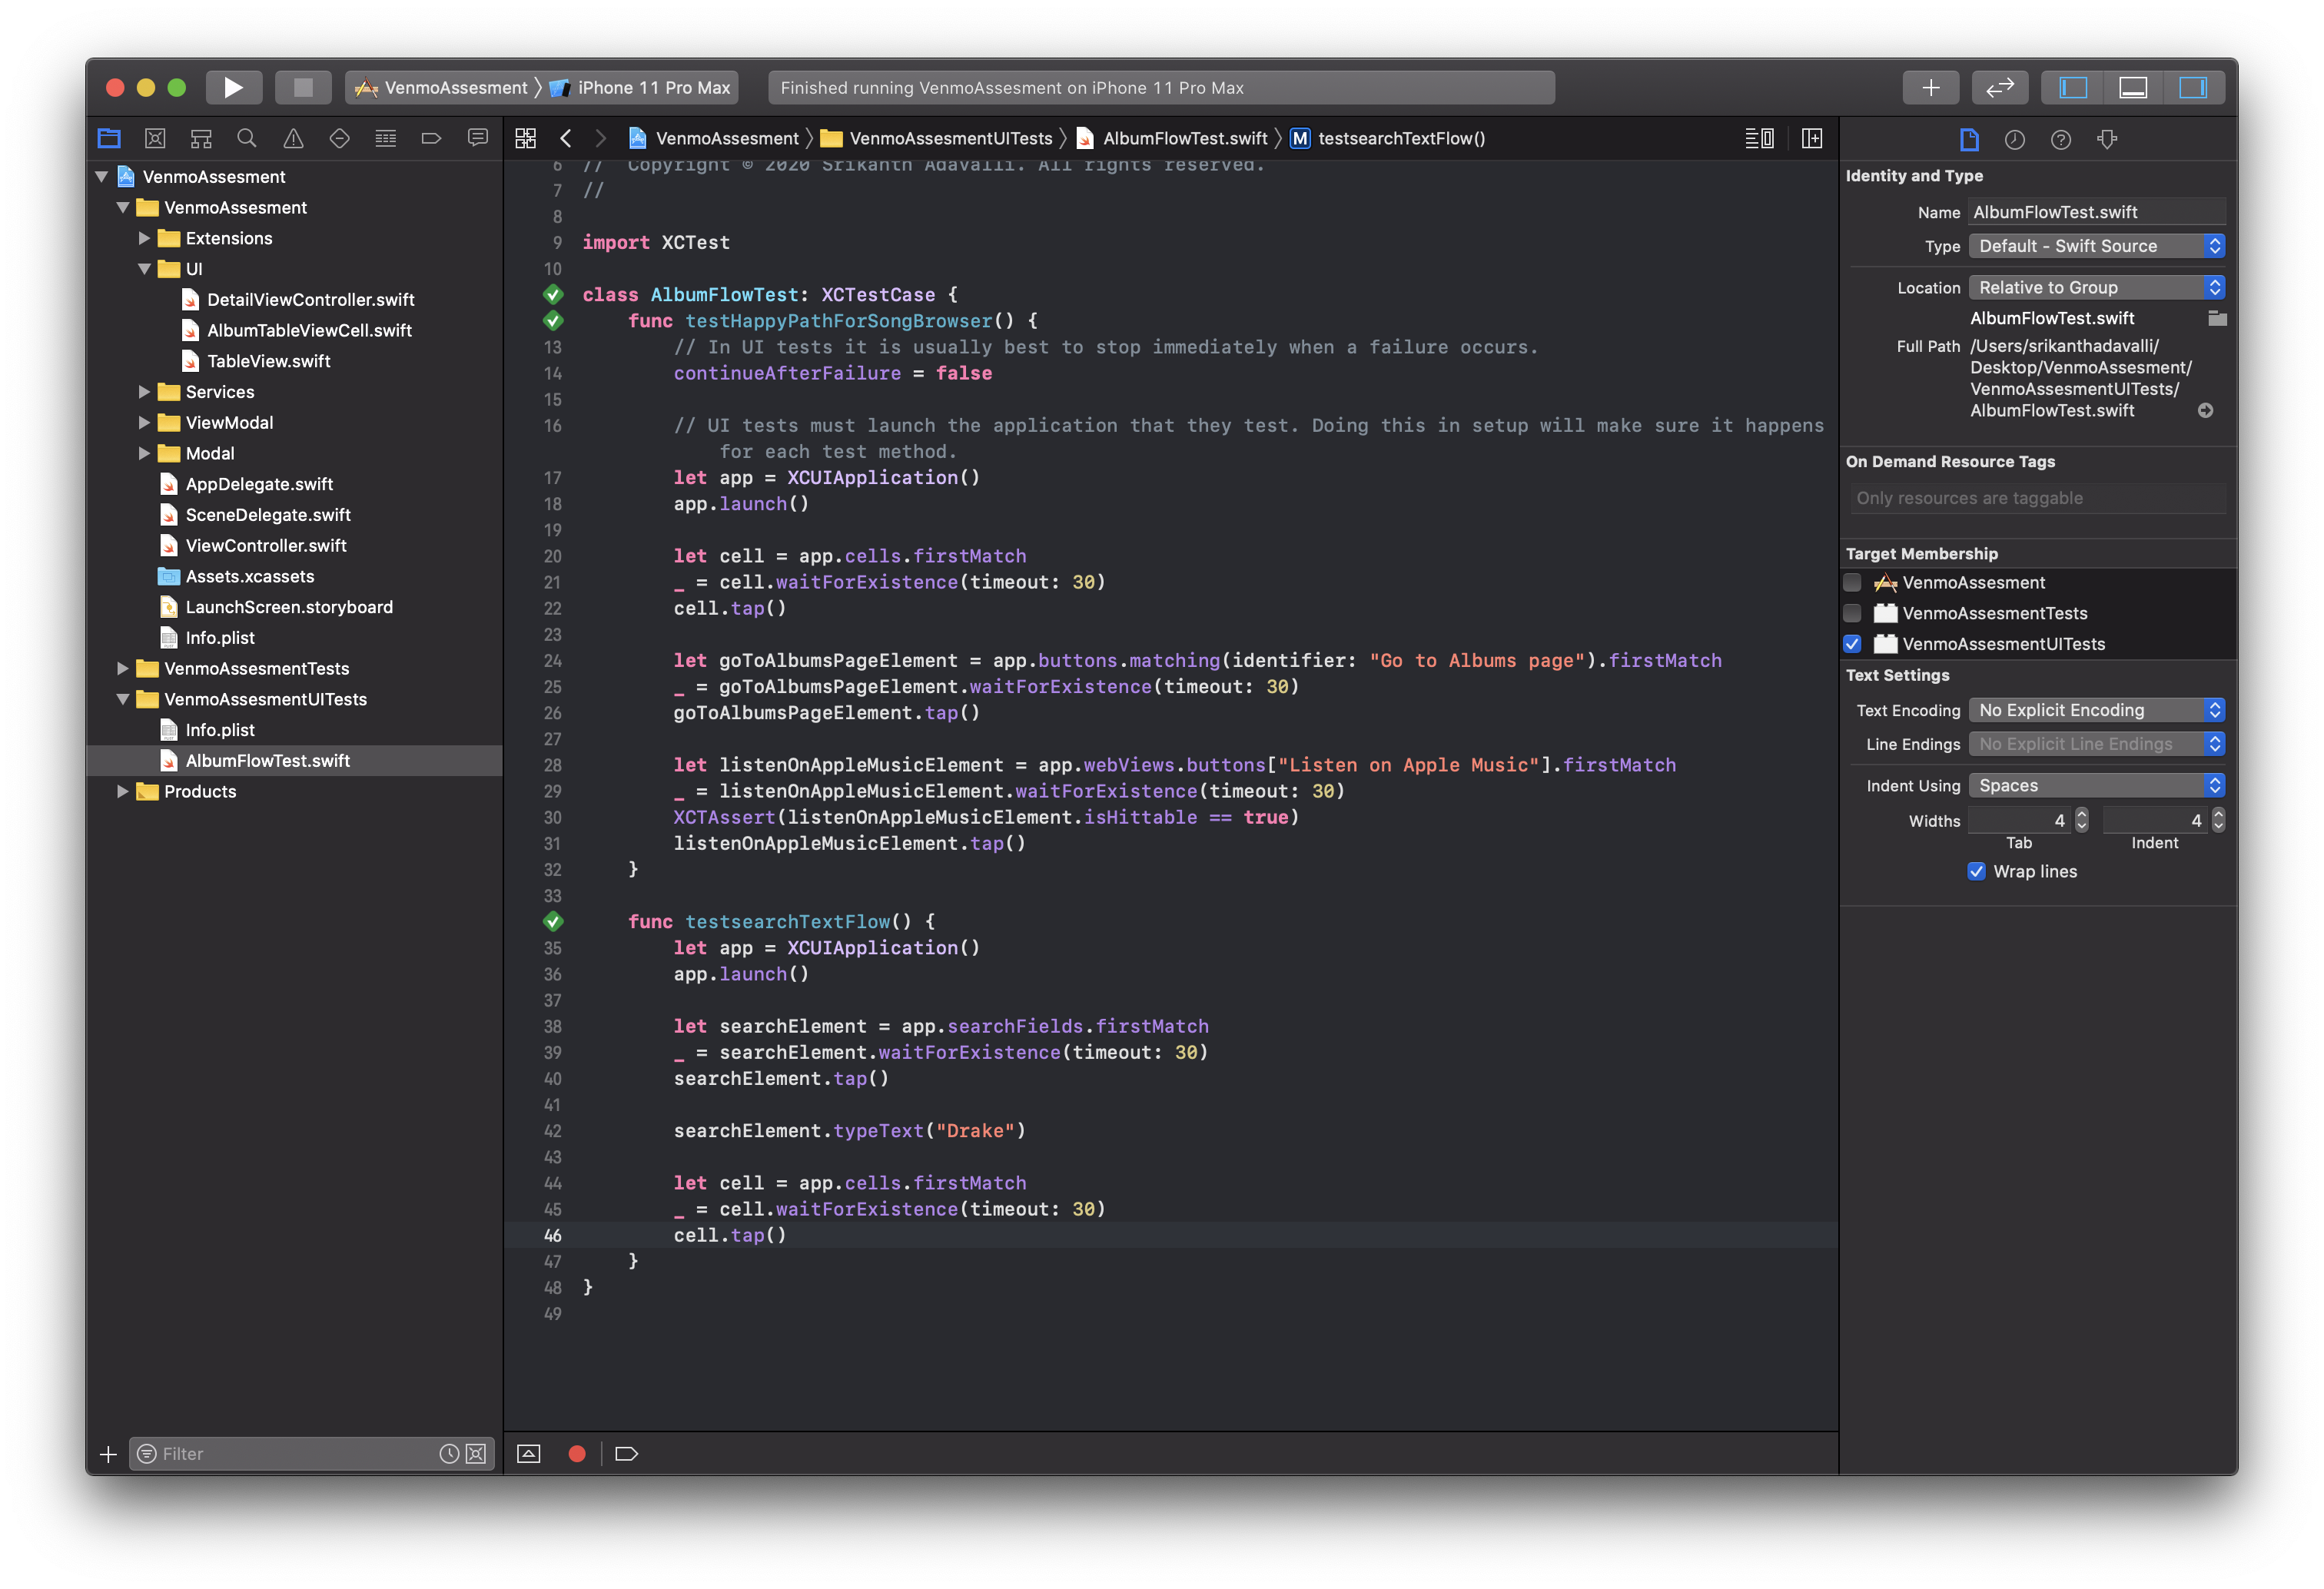 VenmoAssesment 〉 iPhone 11 Pro Max
Finished running VenmoAssesment on iPhone 11 Pro Max
VenmoAssesment 〉 VenmoAssesmentUITests 〉 AlbumFlowTest.swift 〉 M testsearchTextFlow()
VenmoAssesment
VenmoAssesment
Extensions
UI
DetailViewController.swift
AlbumTableViewCell.swift
TableView.swift
Services
ViewModal
Modal
AppDelegate.swift
SceneDelegate.swift
ViewController.swift
Assets.xcassets
LaunchScreen.storyboard
Info.plist
VenmoAssesmentTests
VenmoAssesmentUITests
Info.plist
AlbumFlowTest.swift
Products
Filter
6 //  Copyright © 2020 Srikanth Adavalli. All rights reserved.
7 //
8
9 import XCTest
10
class AlbumFlowTest: XCTestCase {
    func testHappyPathForSongBrowser() {
13         // In UI tests it is usually best to stop immediately when a failure occurs.
14         continueAfterFailure = false
15
16         // UI tests must launch the application that they test. Doing this in setup will make sure it happens
            for each test method.
17         let app = XCUIApplication()
18         app.launch()
19
20         let cell = app.cells.firstMatch
21         _ = cell.waitForExistence(timeout: 30)
22         cell.tap()
23
24         let goToAlbumsPageElement = app.buttons.matching(identifier: "Go to Albums page").firstMatch
25         _ = goToAlbumsPageElement.waitForExistence(timeout: 30)
26         goToAlbumsPageElement.tap()
27
28         let listenOnAppleMusicElement = app.webViews.buttons["Listen on Apple Music"].firstMatch
29         _ = listenOnAppleMusicElement.waitForExistence(timeout: 30)
30         XCTAssert(listenOnAppleMusicElement.isHittable == true)
31         listenOnAppleMusicElement.tap()
32     }
33
    func testsearchTextFlow() {
35         let app = XCUIApplication()
36         app.launch()
37
38         let searchElement = app.searchFields.firstMatch
39         _ = searchElement.waitForExistence(timeout: 30)
40         searchElement.tap()
41
42         searchElement.typeText("Drake")
43
44         let cell = app.cells.firstMatch
45         _ = cell.waitForExistence(timeout: 30)
46         cell.tap()
47     }
48 }
49
Identity and Type
Name AlbumFlowTest.swift
Type Default - Swift Source
Location Relative to Group
AlbumFlowTest.swift
Full Path /Users/srikanthadavalli/
Desktop/VenmoAssesment/
VenmoAssesmentUITests/
AlbumFlowTest.swift
On Demand Resource Tags
Only resources are taggable
Target Membership
VenmoAssesment
VenmoAssesmentTests
VenmoAssesmentUITests
Text Settings
Text Encoding No Explicit Encoding
Line Endings No Explicit Line Endings
Indent Using Spaces
Widths 4 4
Tab Indent
Wrap lines